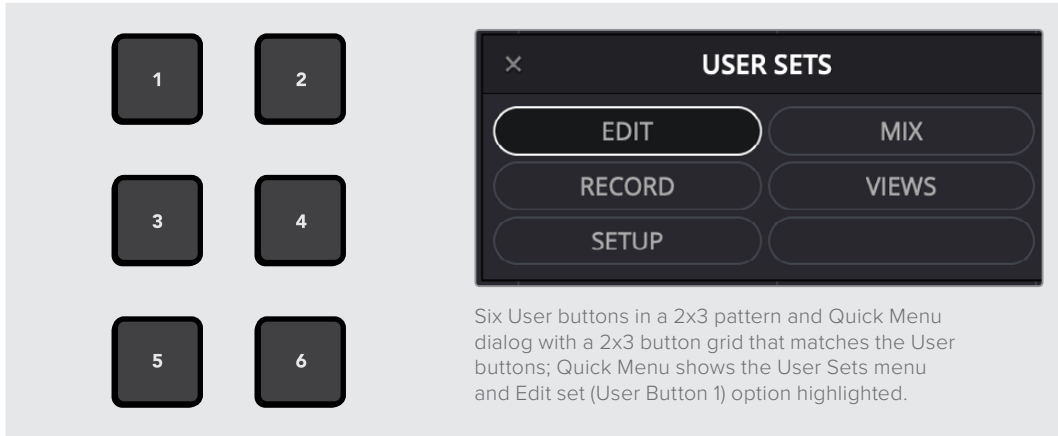 1
2
3
4
5
6
× USER SETS
EDIT
MIX
RECORD
VIEWS
SETUP
Six User buttons in a 2x3 pattern and Quick Menu
dialog with a 2x3 button grid that matches the User
buttons; Quick Menu shows the User Sets menu
and Edit set (User Button 1) option highlighted.